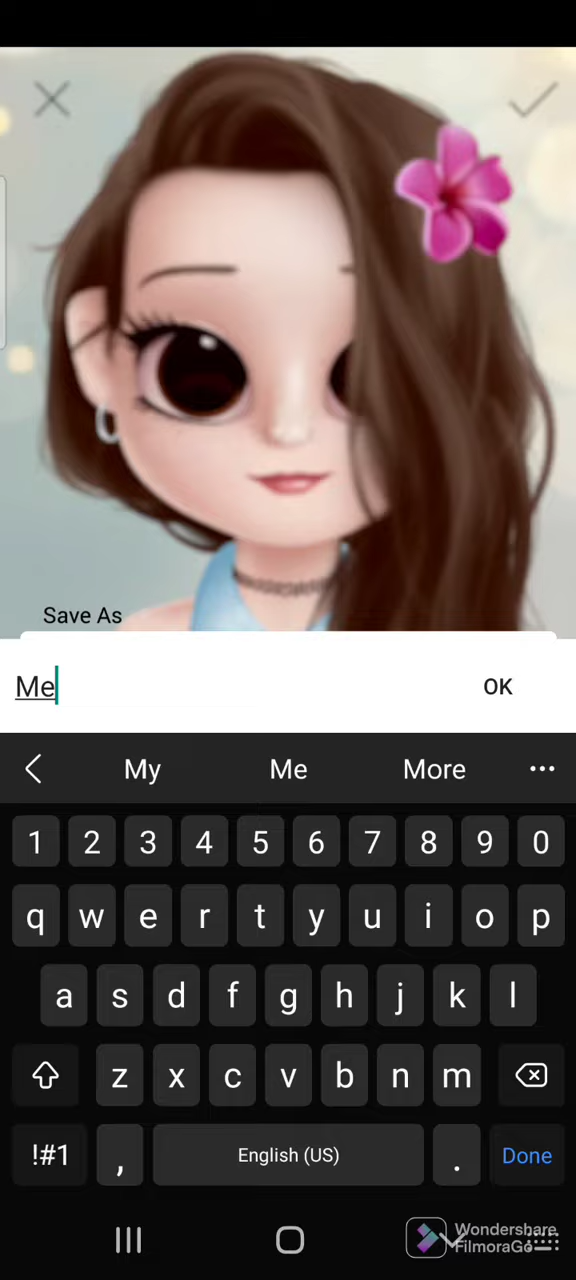 Save As
Me
OK
My Me More ...
1 2 3 4 5 6 7 8 9 0
q w e r t y u i o p
a s d f g h j k l
z x c v b n m
!#1 , English (US) . Done
Wondershare
FilmoraGo